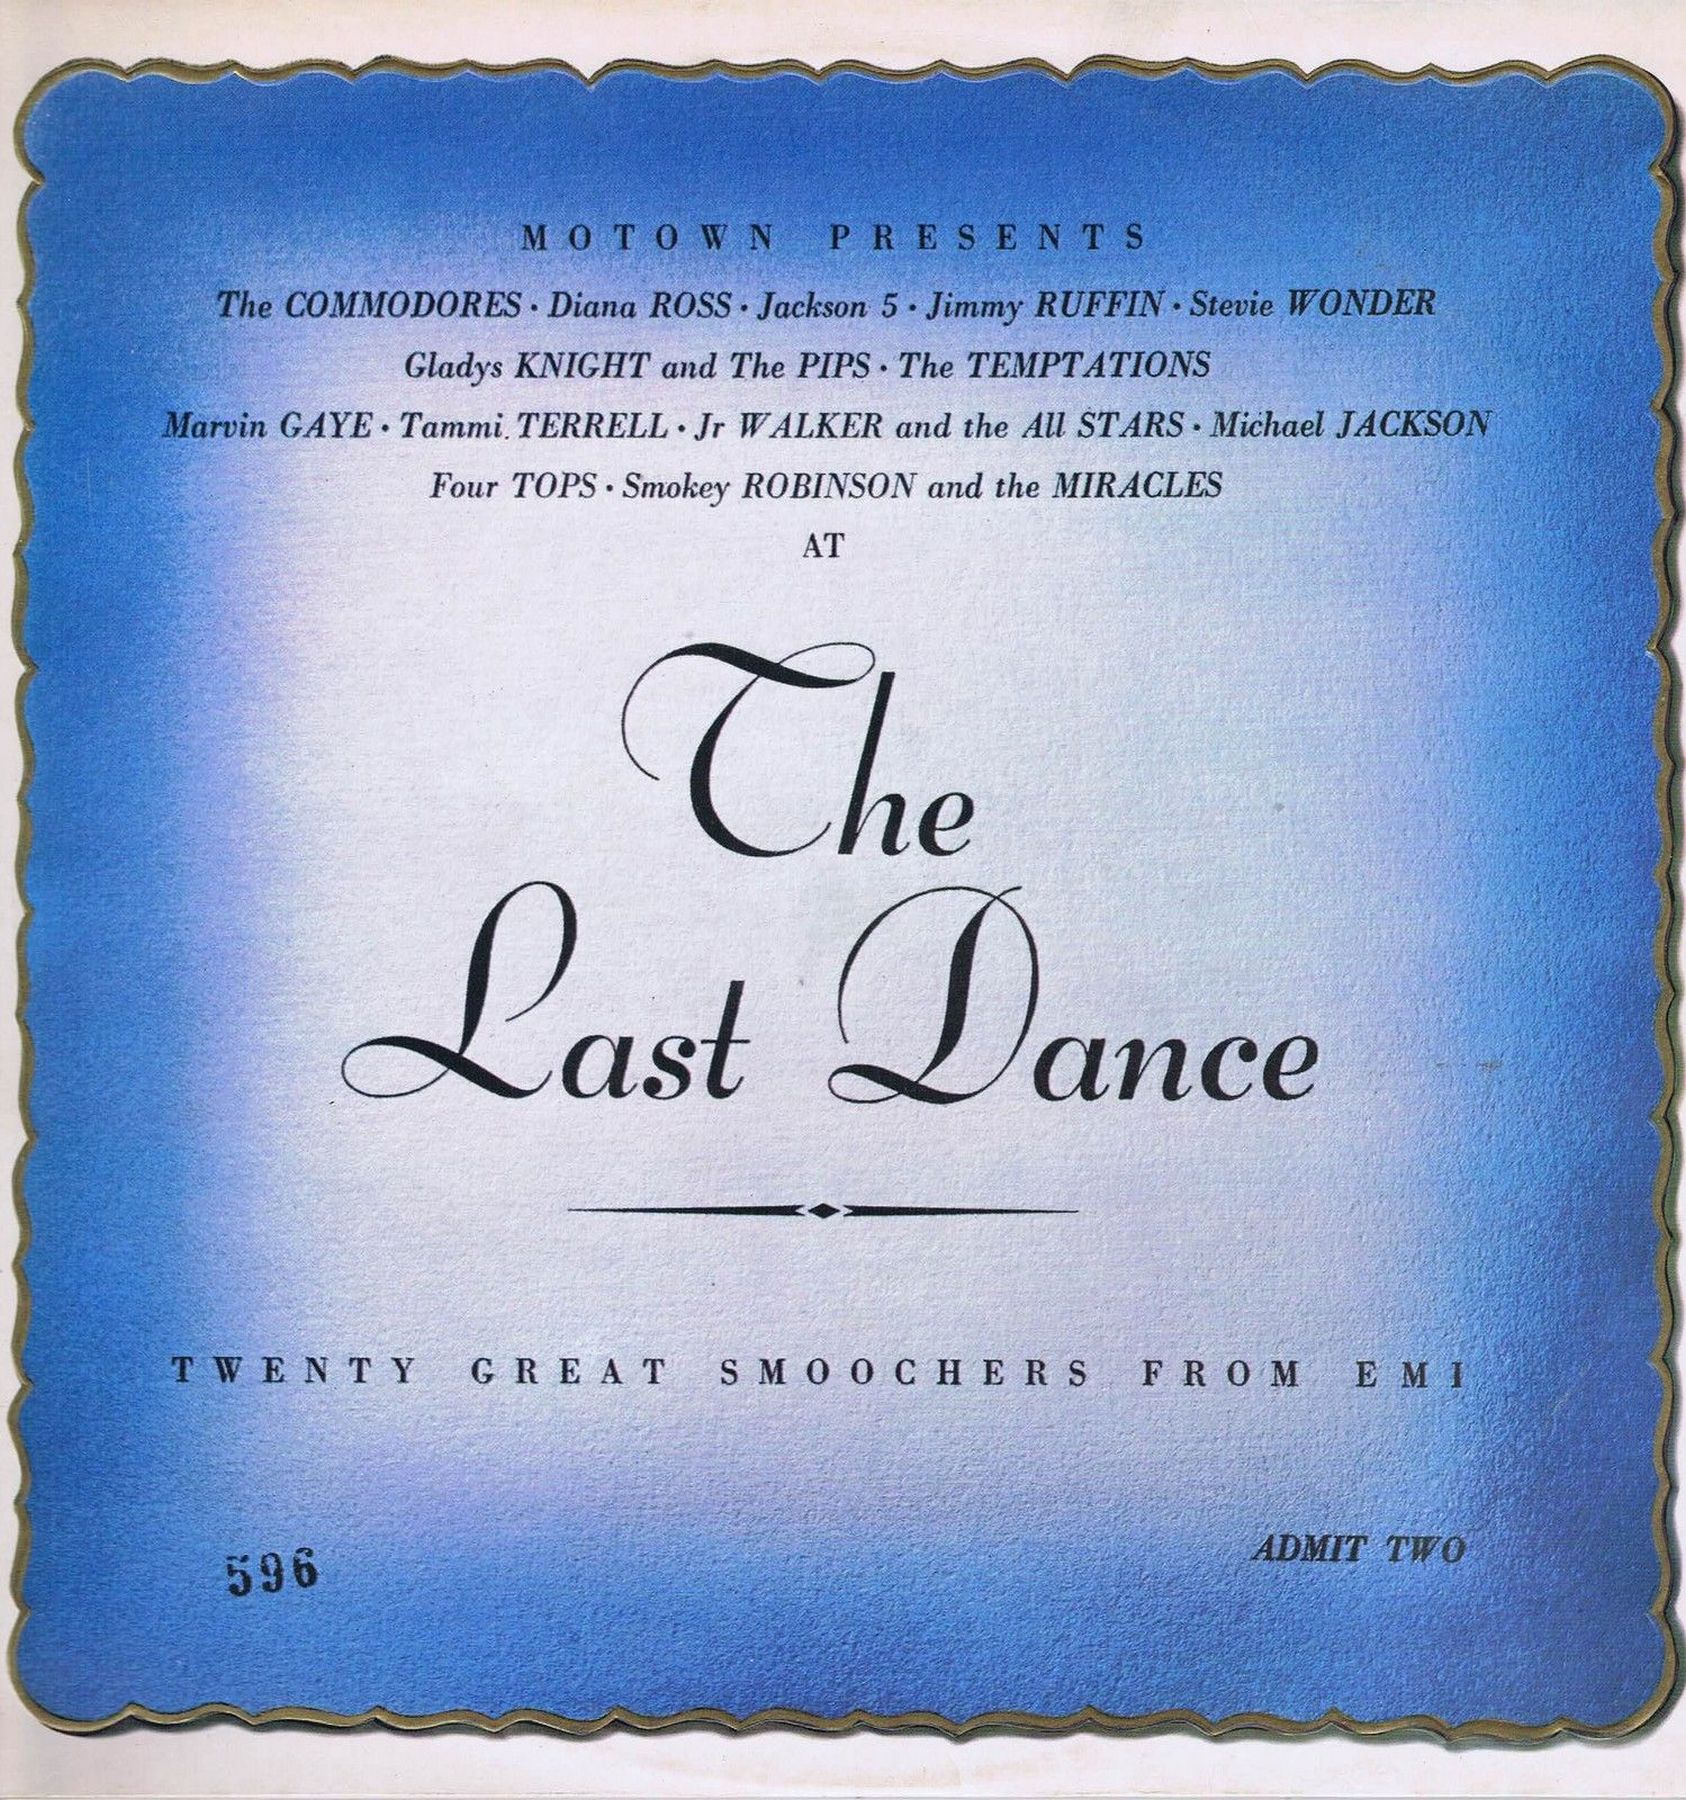 MOTOWN PRESENTS
The COMMODORES · Diana ROSS · Jackson 5 · Jimmy RUFFIN · Stevie WONDER
Gladys KNIGHT and The PIPS · The TEMPTATIONS
Marvin GAYE · Tammi. TERRELL · Jr WALKER and the All STARS · Michael JACKSON
Four TOPS · Smokey ROBINSON and the MIRACLES
AT
The
Last Dance
TWENTY GREAT SMOOCHERS FROM EMI
596
ADMIT TWO